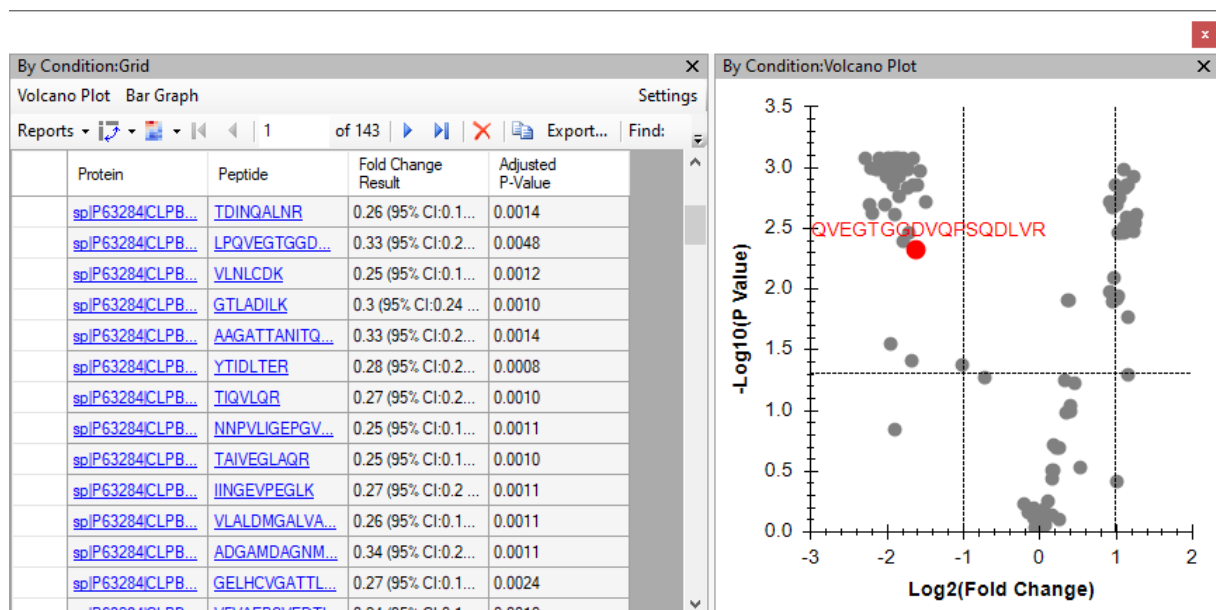 By Condition:Grid
Volcano Plot Bar Graph Settings
Reports 1 of 143 Export... Find:
Protein Peptide Fold Change Result Adjusted P-Value
sp|P63284|CLPB... TDINQALNR 0.26 (95% CI:0.1... 0.0014
sp|P63284|CLPB... LPQVEGTGGD... 0.33 (95% CI:0.2... 0.0048
sp|P63284|CLPB... VLNLCDK 0.25 (95% CI:0.1... 0.0012
sp|P63284|CLPB... GTLADILK 0.3 (95% CI:0.24 ... 0.0010
sp|P63284|CLPB... AAGATTANITQ... 0.33 (95% CI:0.2... 0.0014
sp|P63284|CLPB... YTIDLTER 0.28 (95% CI:0.2... 0.0008
sp|P63284|CLPB... TIQVLQR 0.27 (95% CI:0.2... 0.0010
sp|P63284|CLPB... NNPVLIGEPGV... 0.25 (95% CI:0.1... 0.0011
sp|P63284|CLPB... TAIVEGLAQR 0.25 (95% CI:0.1... 0.0010
sp|P63284|CLPB... IINGEVPEGLK 0.27 (95% CI:0.2 ... 0.0011
sp|P63284|CLPB... VLALDMGALVA... 0.26 (95% CI:0.1... 0.0011
sp|P63284|CLPB... ADGAMDAGNM... 0.34 (95% CI:0.2... 0.0011
sp|P63284|CLPB... GELHCVGATTL... 0.27 (95% CI:0.1... 0.0024
By Condition:Volcano Plot
3.5
3.0
2.5
QVEGTGGDVQPSQDLVR
2.0
1.5
1.0
0.5
0.0
-Log10(P Value)
-3 -2 -1 0 1 2
Log2(Fold Change)